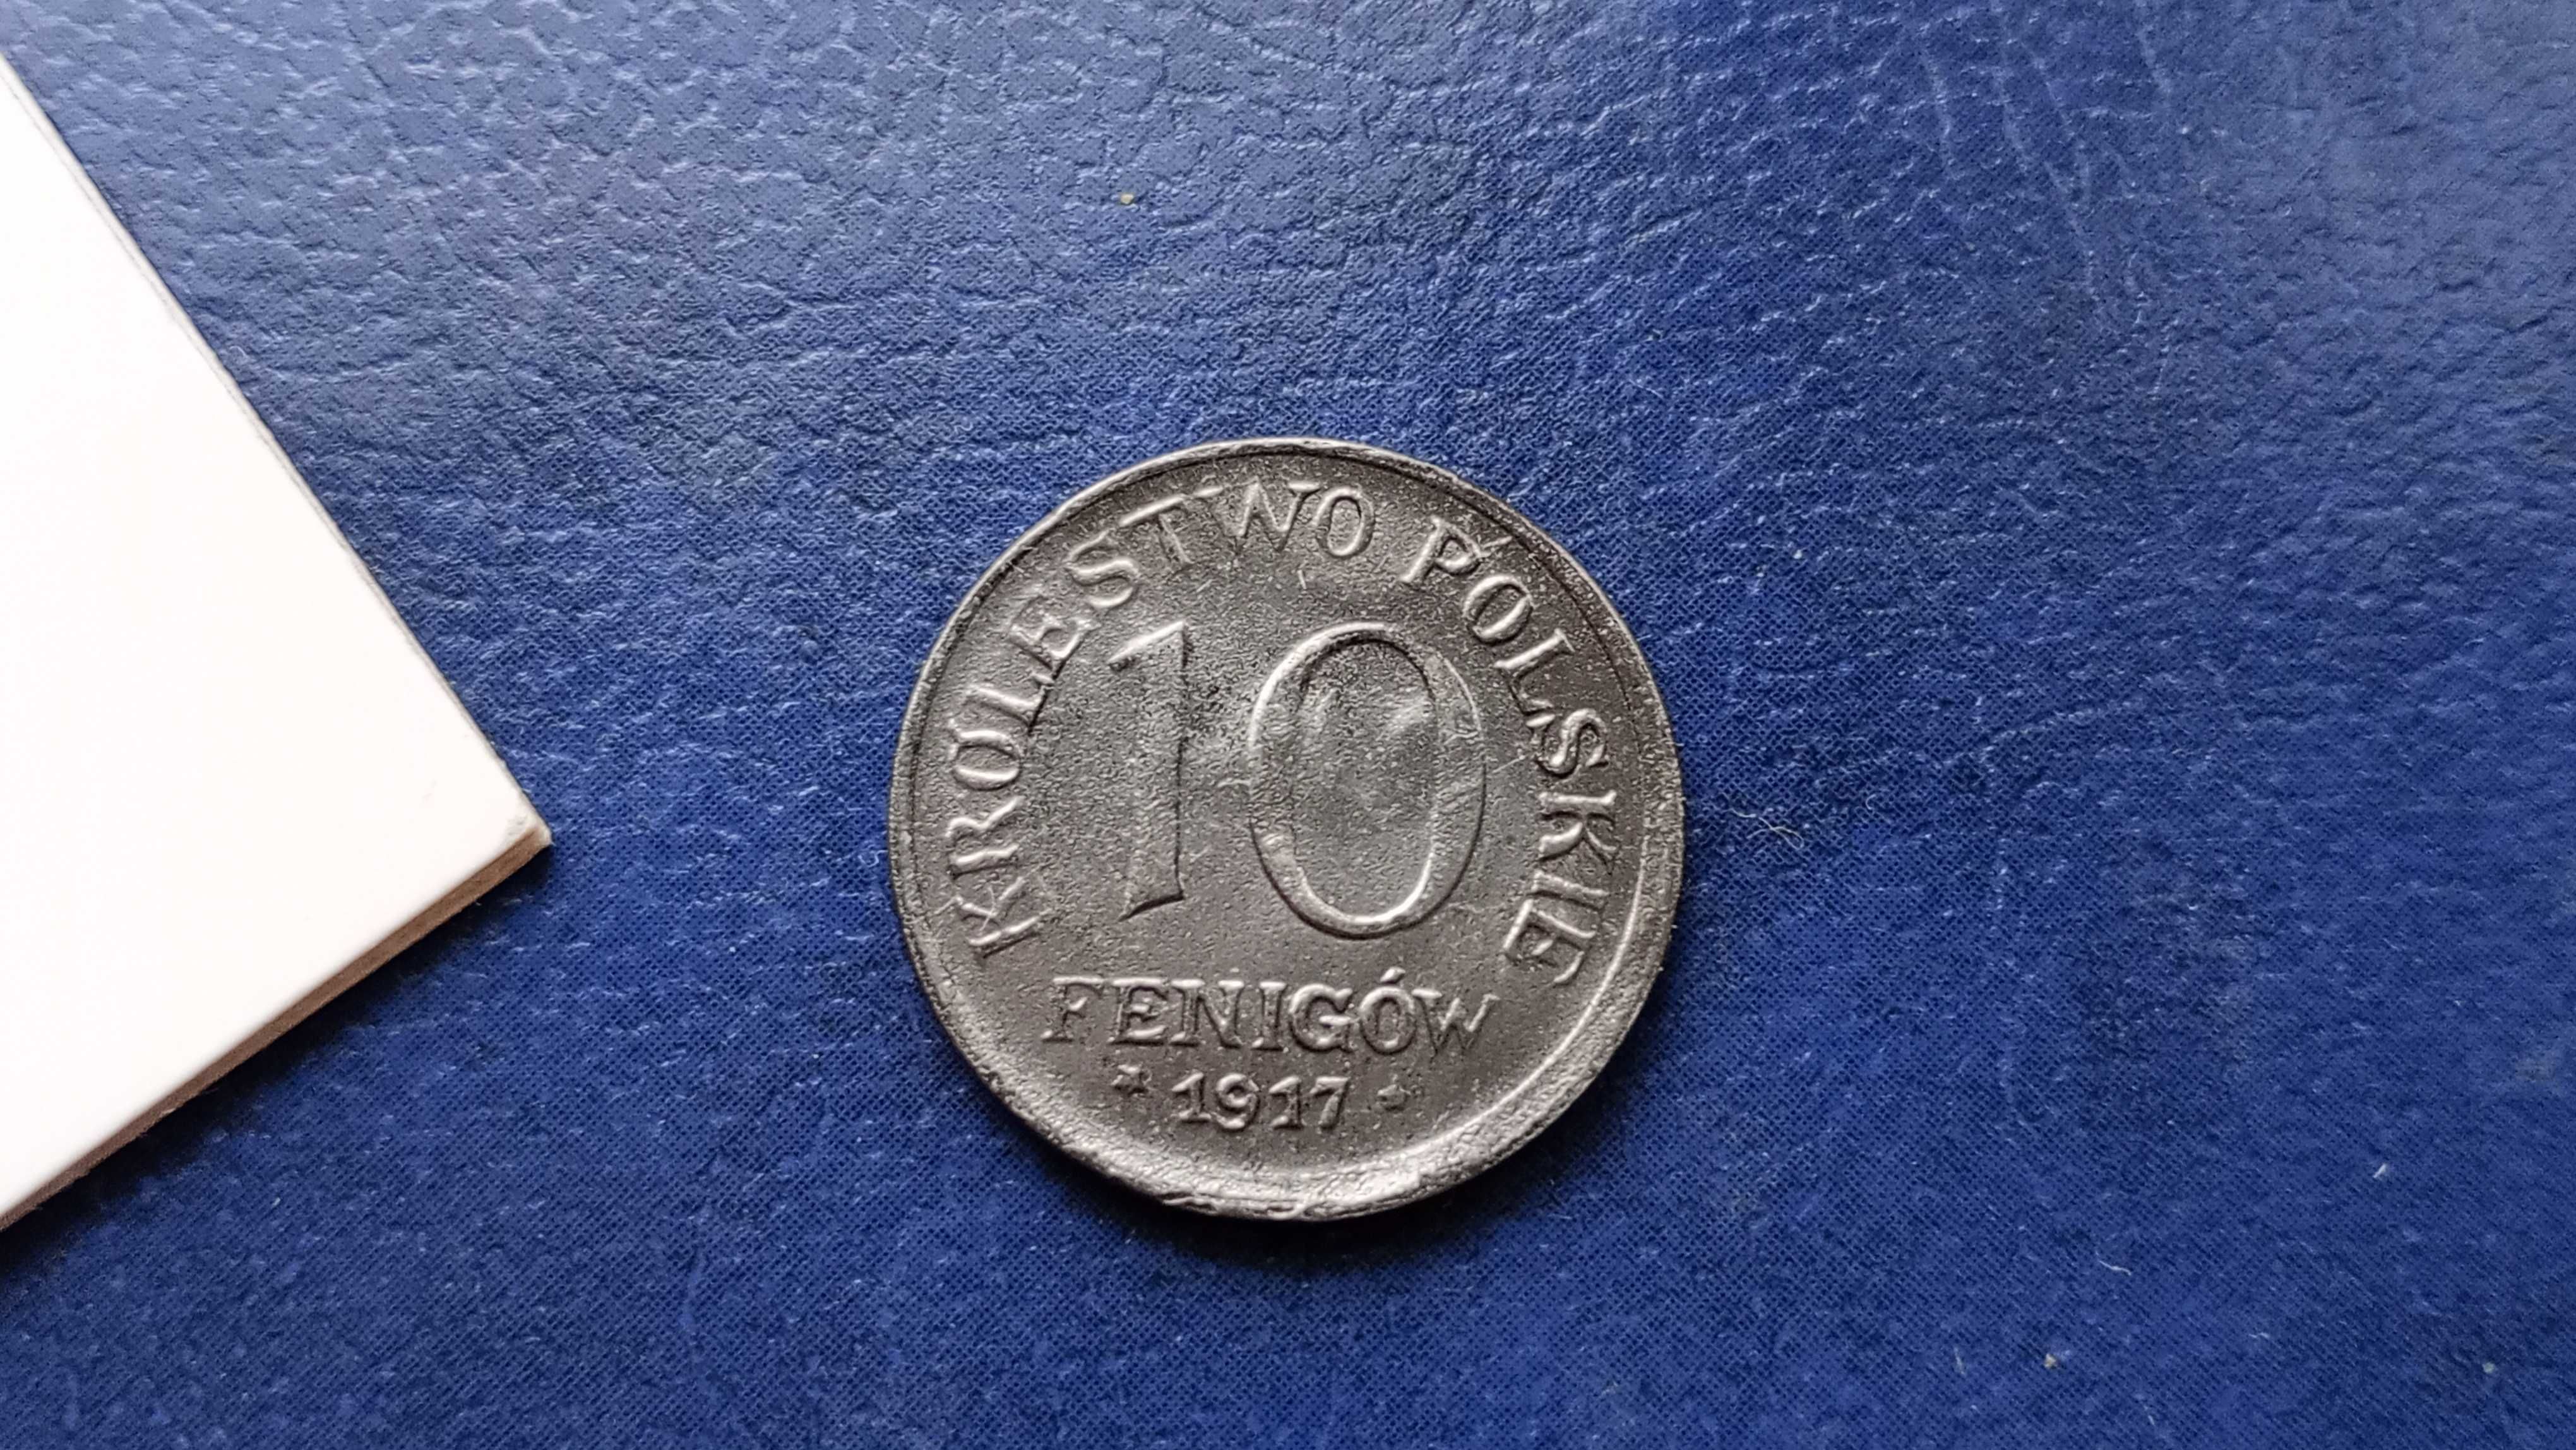 KRÓLESTWO POLSKIE
10
FENIGÓW
* 1917 *